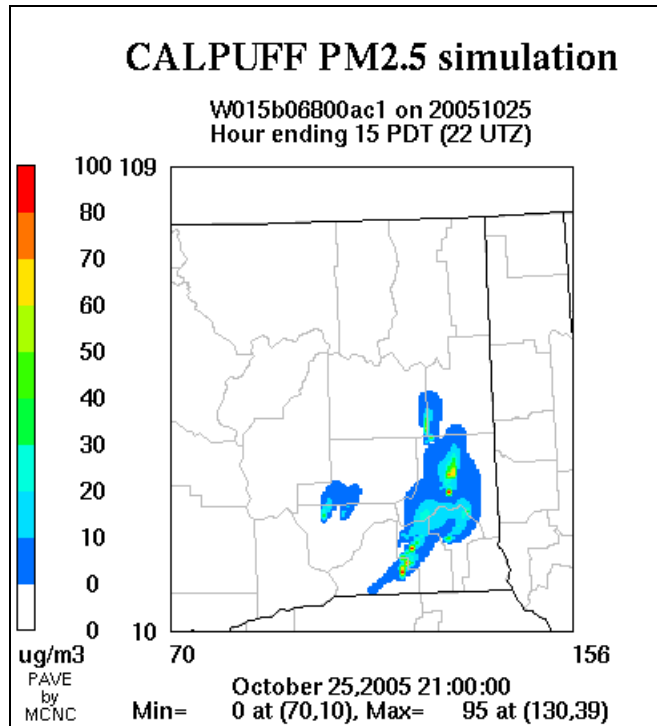 CALPUFF PM2.5 simulation
W015b06800ac1 on 20051025
Hour ending 15 PDT (22 UTZ)
100
80
70
60
50
40
30
20
10
0
0
ug/m3
PAVE
by
MCNC
109
10
70
156
October 25,2005 21:00:00
Min= 0 at (70,10), Max= 95 at (130,39)